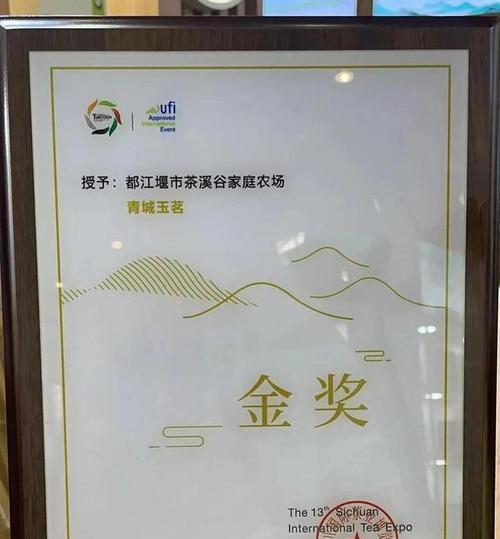 ufi
Approved
International
Event
授予：都江堰市茶溪谷家庭农场
青城玉茗
金奖
The 13th Sichuan
International Tea Expo